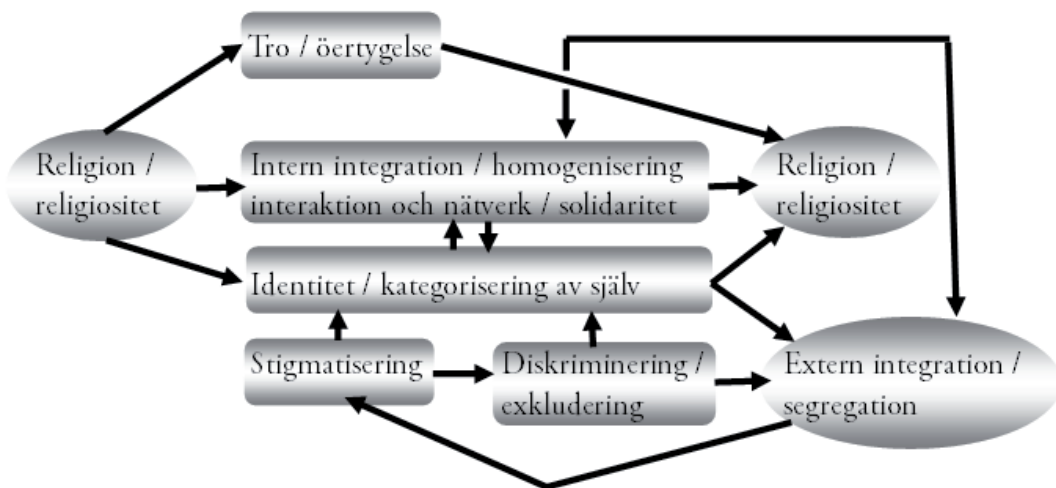 Tro / öertygelse
Religion /
religiositet
Intern integration / homogenisering
interaktion och nätverk / solidaritet
Religion /
religiositet
Identitet / kategorisering av själv
Stigmatisering
Diskriminering /
exkludering
Extern integration /
segregation